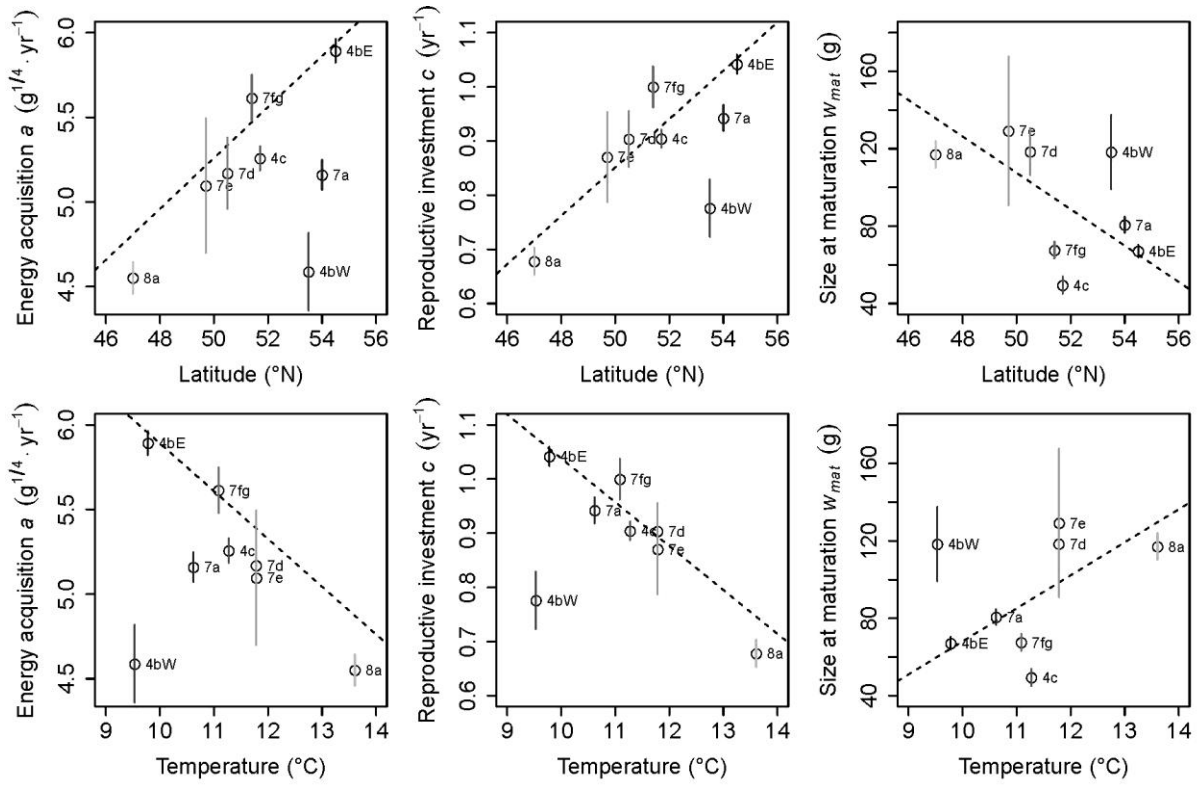 Energy acquisition a (g^1/4 · yr^−1)
6.0
5.5
5.0
4.5
4bE
7fg
4c
7d
7e
7a
8a
4bW
46 48 50 52 54 56
Latitude (°N)
Reproductive investment c (yr^−1)
1.1
1.0
0.9
0.8
0.7
0.6
4bE
7fg
7a
7d
4c
7e
4bW
8a
46 48 50 52 54 56
Latitude (°N)
Size at maturation w_mat (g)
160
120
80
40
7e
8a
7d
4bW
7a
7fg
4bE
4c
46 48 50 52 54 56
Latitude (°N)
Energy acquisition a (g^1/4 · yr^−1)
6.0
5.5
5.0
4.5
4bE
7fg
4c
7a
7d
7e
4bW
8a
9 10 11 12 13 14
Temperature (°C)
Reproductive investment c (yr^−1)
1.1
1.0
0.9
0.8
0.7
0.6
4bE
7fg
7a
4c
7d
7e
4bW
8a
9 10 11 12 13 14
Temperature (°C)
Size at maturation w_mat (g)
160
120
80
40
7e
4bW
7d
8a
7a
4bE
7fg
4c
9 10 11 12 13 14
Temperature (°C)